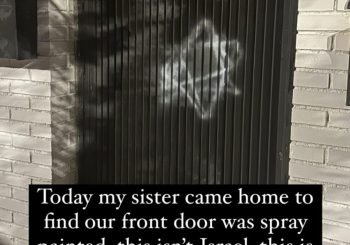 Today my sister came home to
find our front door was spray
painted, this isn't Israel, this is